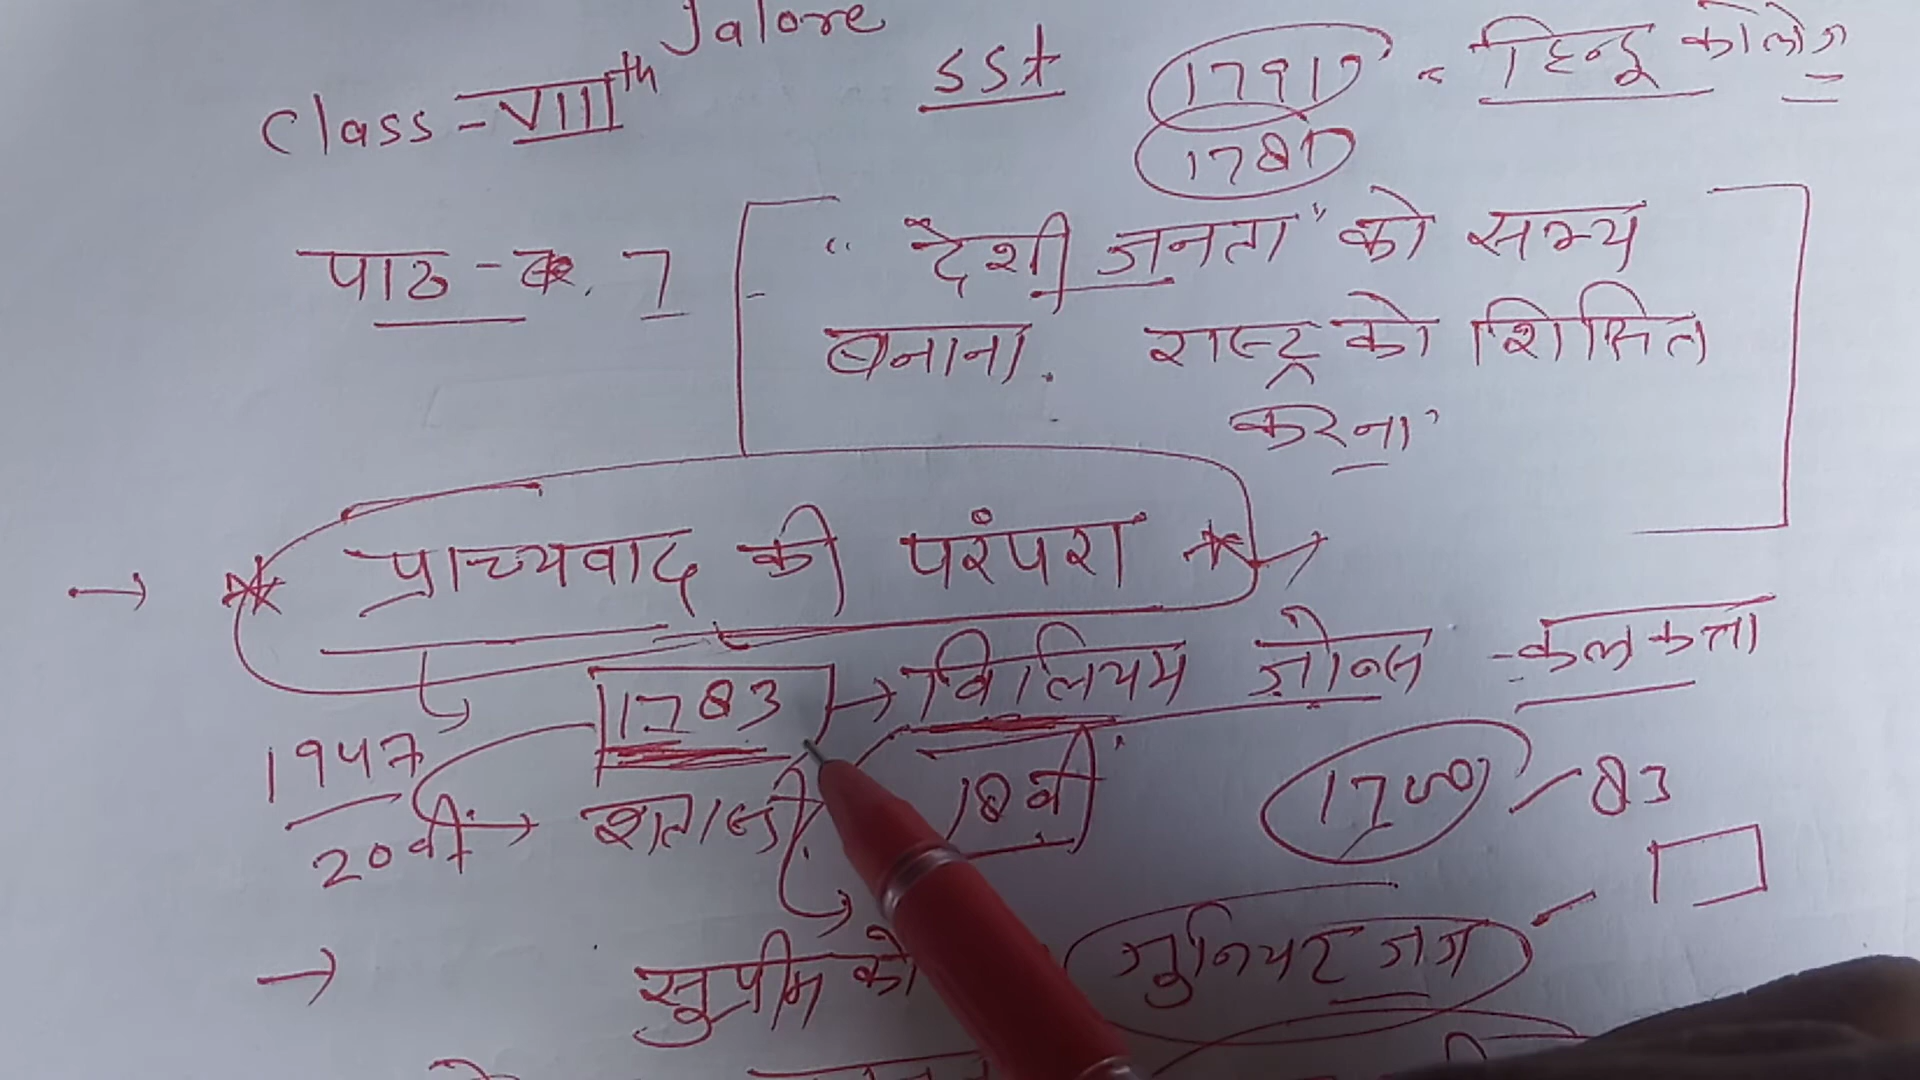 Jalore
Class - VIIIth SSt 1791 = हिन्दू कॉलेज
1781
पाठ - क्र. 7 "देशी जनता" को सभ्य
बनाना. राष्ट्र को शिक्षित
करना"
→ * प्राच्यवाद की परंपरा *
1783 → विलियम जोन्स - कलकत्ता
1947
20वीं → शताब्दी 18वीं 1700 / 83
→ सुप्रीम को जुनियर जज